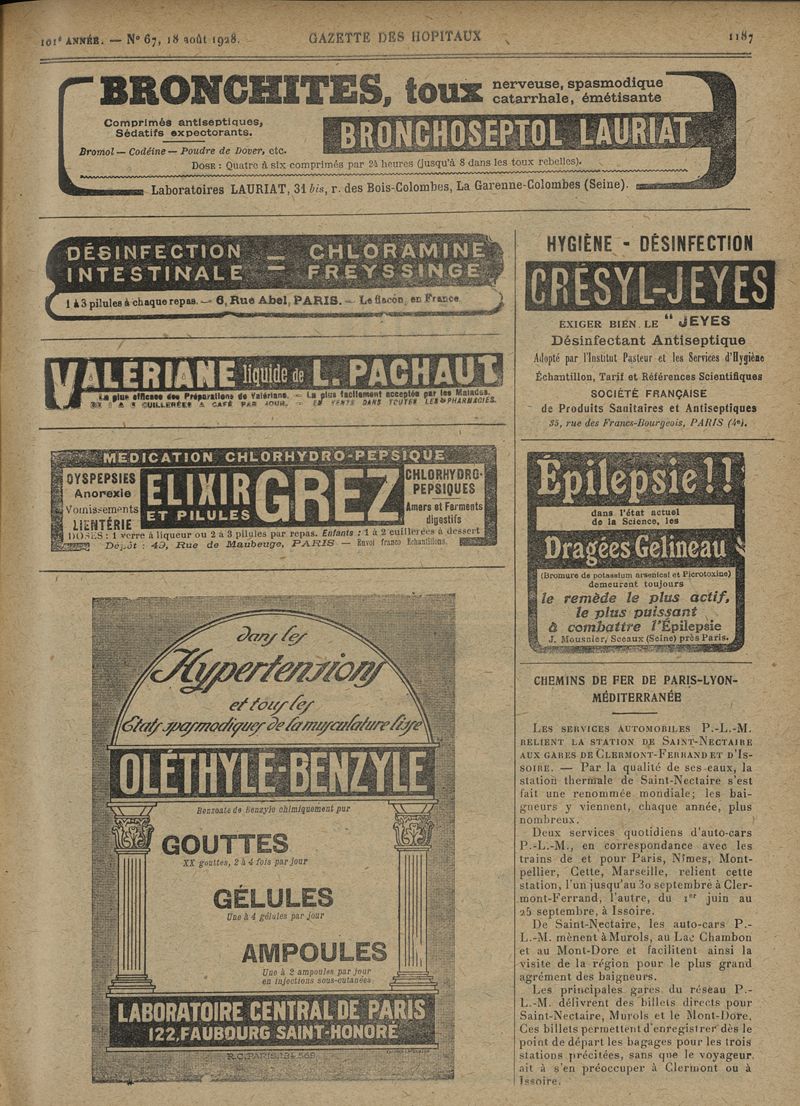 101e ANNÉE. — No 67, 18 août 1928. GAZETTE DES HOPITAUX 1187
BRONCHITES, toux nerveuse, spasmodique
catarrhale, émétisante
Comprimés antiseptiques,
Sédatifs expectorants.
BRONCHOSEPTOL LAURIAT
Bromol — Codéine — Poudre de Dover, etc.
DOSE : Quatre à six comprimés par 24 heures (jusqu'à 8 dans les toux rebelles).
Laboratoires LAURIAT, 31 bis, r. des Bois-Colombes, La Garenne-Colombes (Seine).
DÉSINFECTION = CHLORAMINE
INTESTINALE = FREYSSINGE
1 à 3 pilules à chaque repas. — 6, Rue Abel, PARIS. — Le flacon, en France
VALÉRIANE liquide de L. PACHAUT
La plus efficace des Préparations de Valériane. — La plus facilement acceptée par les Malades.
CUILLERÉES A CAFÉ PAR JOUR. — EN VENTE DANS TOUTES LES PHARMACIES.
MÉDICATION CHLORHYDRO-PEPSIQUE
DYSPEPSIES
Anorexie
Vomissements
LIENTÉRIE
ELIXIR
ET PILULES
GREZ
CHLORHYDRO-
PEPSIQUES
Amers et Ferments
digestifs
DOSES : 1 verre à liqueur ou 2 à 3 pilules par repas. Enfants : 1 à 2 cuillerées à dessert
Dépôt : 49, Rue de Maubeuge, PARIS — Envoi franco Echantillons.
dans les
Hypertensions
et tous les
États spasmodiques de la musculature lisse
OLÉTHYLE-BENZYLE
Benzoate de Benzyle chimiquement pur
GOUTTES
XX gouttes, 2 à 4 fois par jour
GÉLULES
Une à 4 gélules par jour
AMPOULES
Une à 2 ampoules par jour
en injections sous-cutanées
LABORATOIRE CENTRAL DE PARIS
122, FAUBOURG SAINT-HONORÉ
R.C. PARIS. 134.569
HYGIÈNE - DÉSINFECTION
CRÉSYL-JEYES
EXIGER BIEN LE "JEYES
Désinfectant Antiseptique
Adopté par l'Institut Pasteur et les Services d'Hygiène
Échantillon, Tarif et Références Scientifiques
SOCIÉTÉ FRANÇAISE
de Produits Sanitaires et Antiseptiques
35, rue des Francs-Bourgeois, PARIS (4e).
Épilepsie !!
dans l'état actuel
de la Science, les
Dragées Gelineau
(Bromure de potassium arsenical et Picrotoxine)
demeurent toujours
le remède le plus actif,
le plus puissant
à combattre l'Épilepsie
J. Mousnier, Sceaux (Seine) près Paris.
CHEMINS DE FER DE PARIS-LYON-
MÉDITERRANÉE
LES SERVICES AUTOMOBILES P.-L.-M.
RELIENT LA STATION DE SAINT-NECTAIRE
AUX GARES DE CLERMONT-FERRAND ET D'IS-
SOIRE. — Par la qualité de ses eaux, la
station thermale de Saint-Nectaire s'est
fait une renommée mondiale; les bai-
gneurs y viennent, chaque année, plus
nombreux.
Deux services quotidiens d'auto-cars
P.-L.-M., en correspondance avec les
trains de et pour Paris, Nîmes, Mont-
pellier, Cette, Marseille, relient cette
station, l'un jusqu'au 30 septembre à Cler-
mont-Ferrand, l'autre, du 1er juin au
25 septembre, à Issoire.
De Saint-Nectaire, les auto-cars P.-
L.-M. mènent à Murols, au Lac Chambon
et au Mont-Dore et facilitent ainsi la
visite de la région pour le plus grand
agrément des baigneurs.
Les principales gares du réseau P.-
L.-M. délivrent des billets directs pour
Saint-Nectaire, Murols et le Mont-Dore.
Ces billets permettent d'enregistrer dès le
point de départ les bagages pour les trois
stations précitées, sans que le voyageur
ait à s'en préoccuper à Clermont ou à
Issoire.